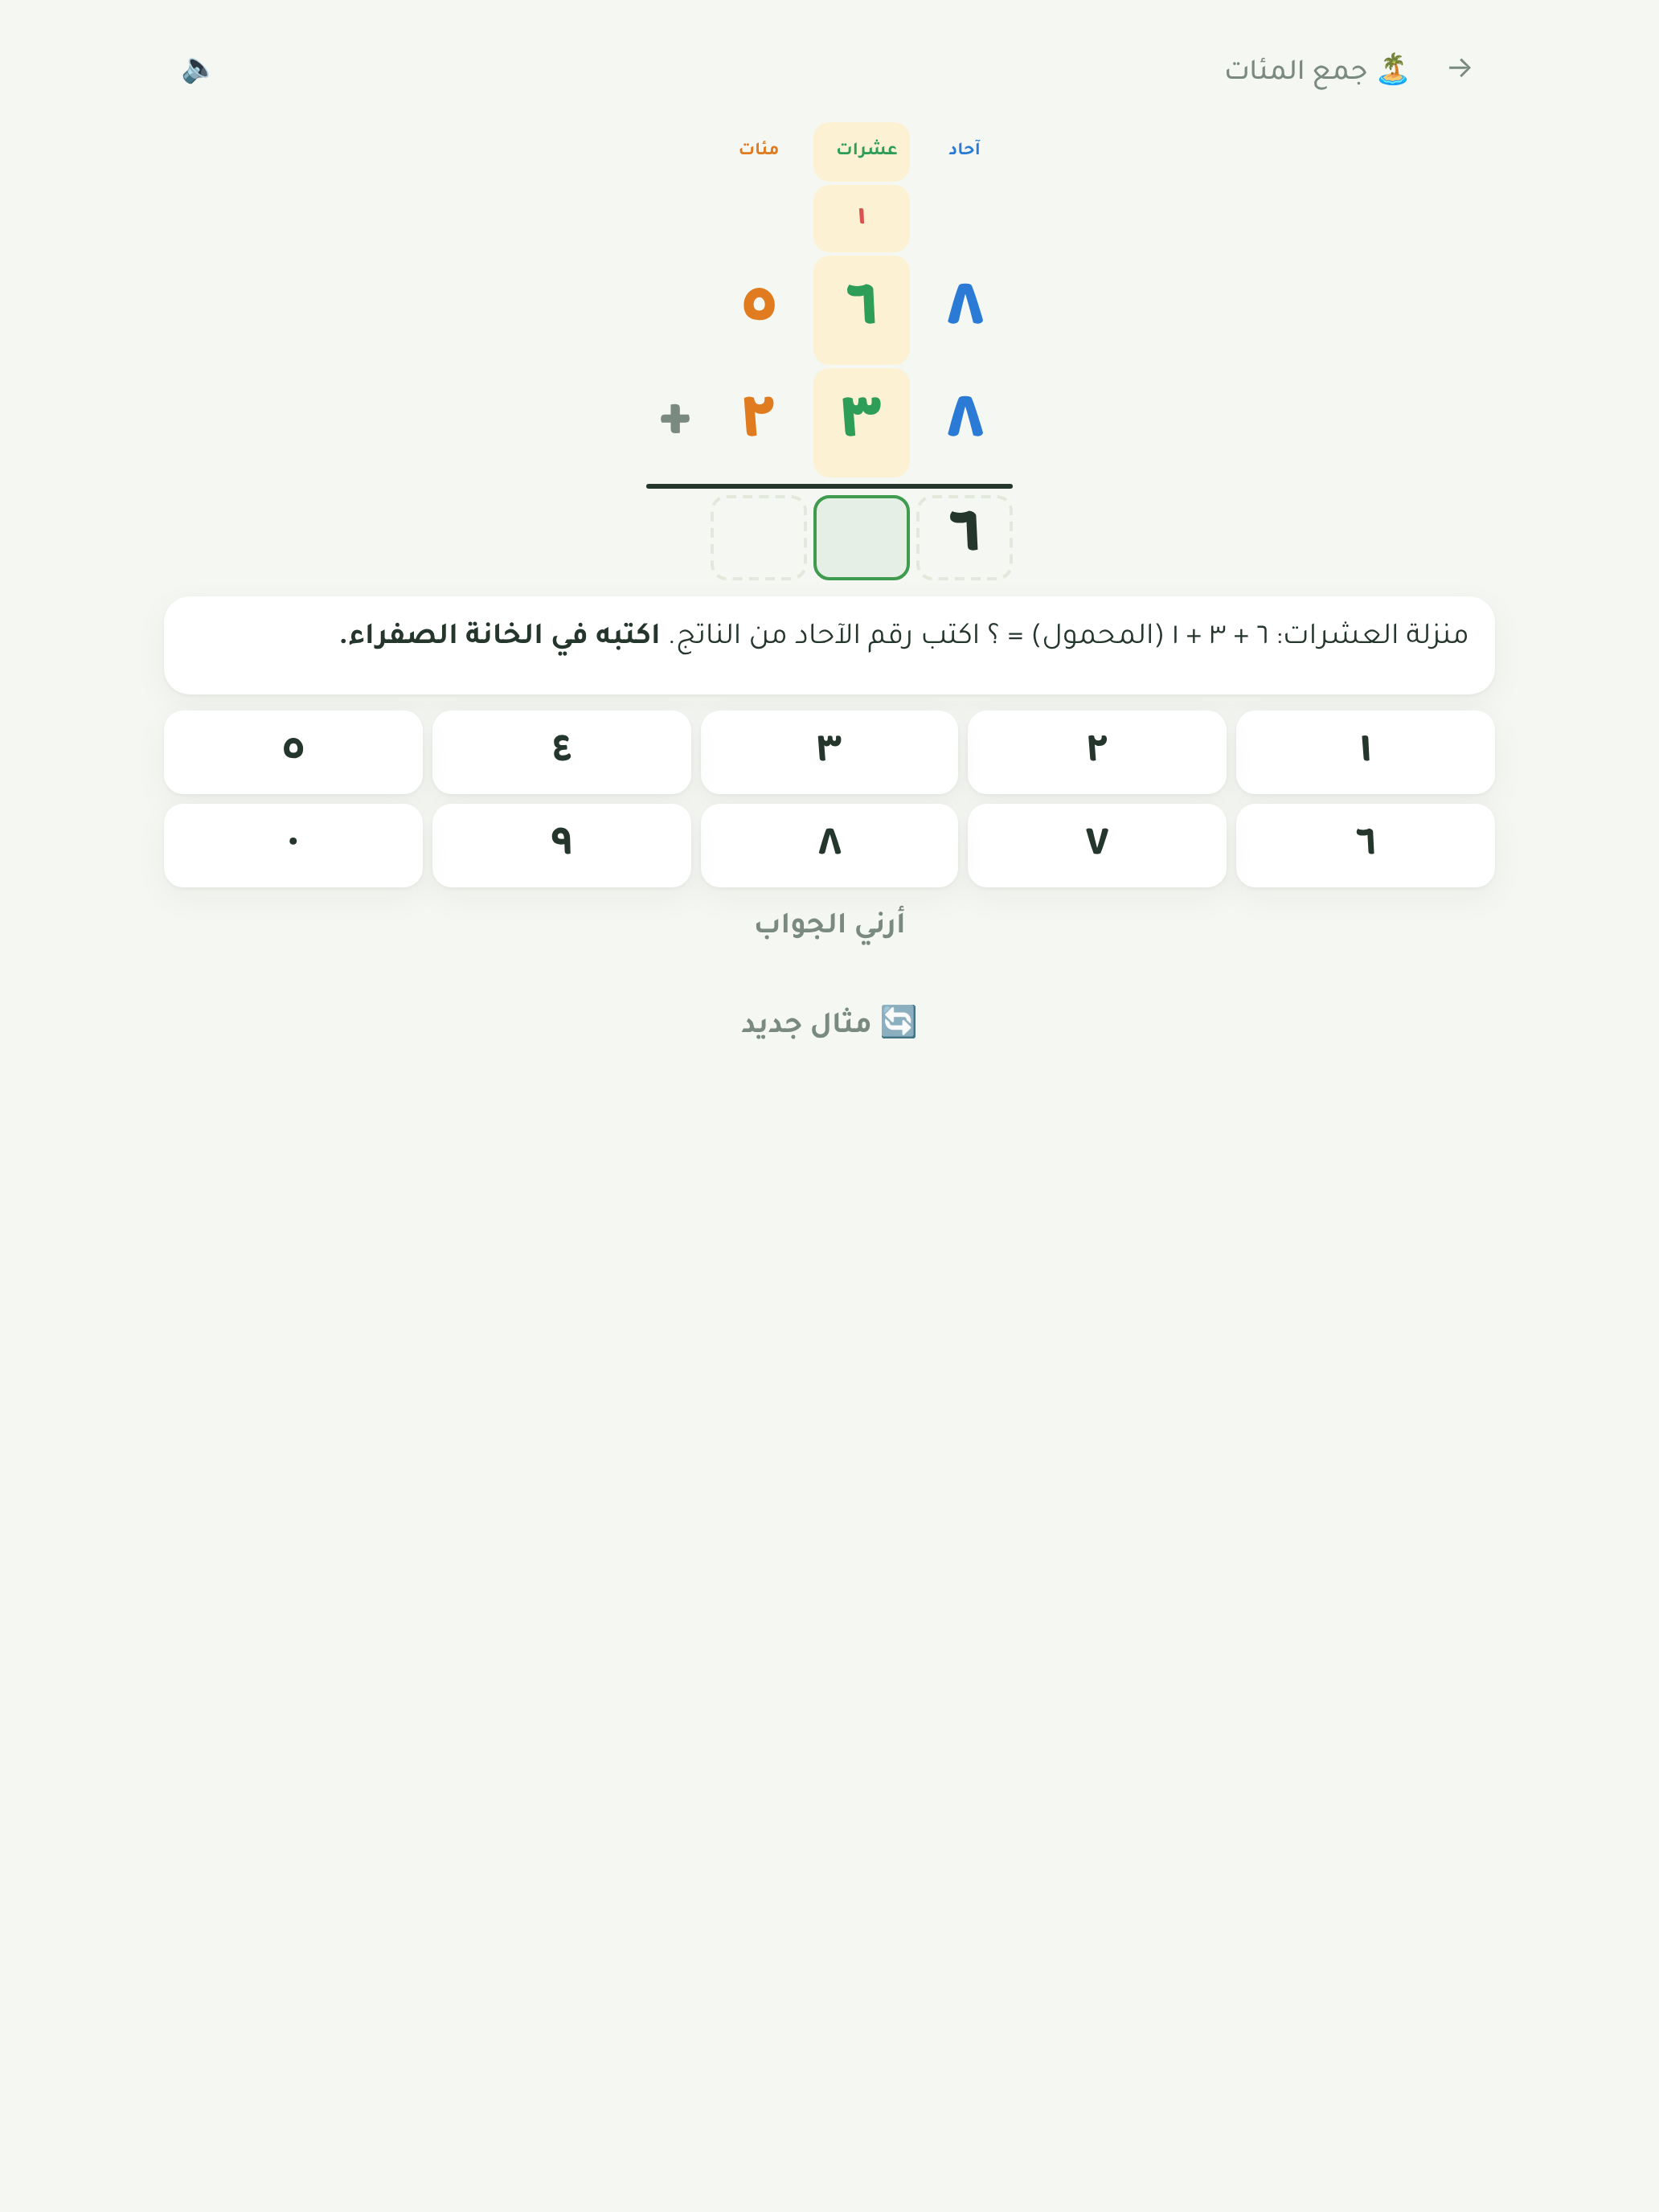 → 🏝️ جمع المئات 🔈
آحاد عشرات مئات
١
٥ ٦ ٨
+ ٢ ٣ ٨
٦
منزلة العشرات: ٦ + ٣ + ١ (المحمول) = ؟ اكتب رقم الآحاد من الناتج. اكتبه في الخانة الصفراء.
١ ٢ ٣ ٤ ٥
٦ ٧ ٨ ٩ ٠
أرني الجواب
🔄 مثال جديد